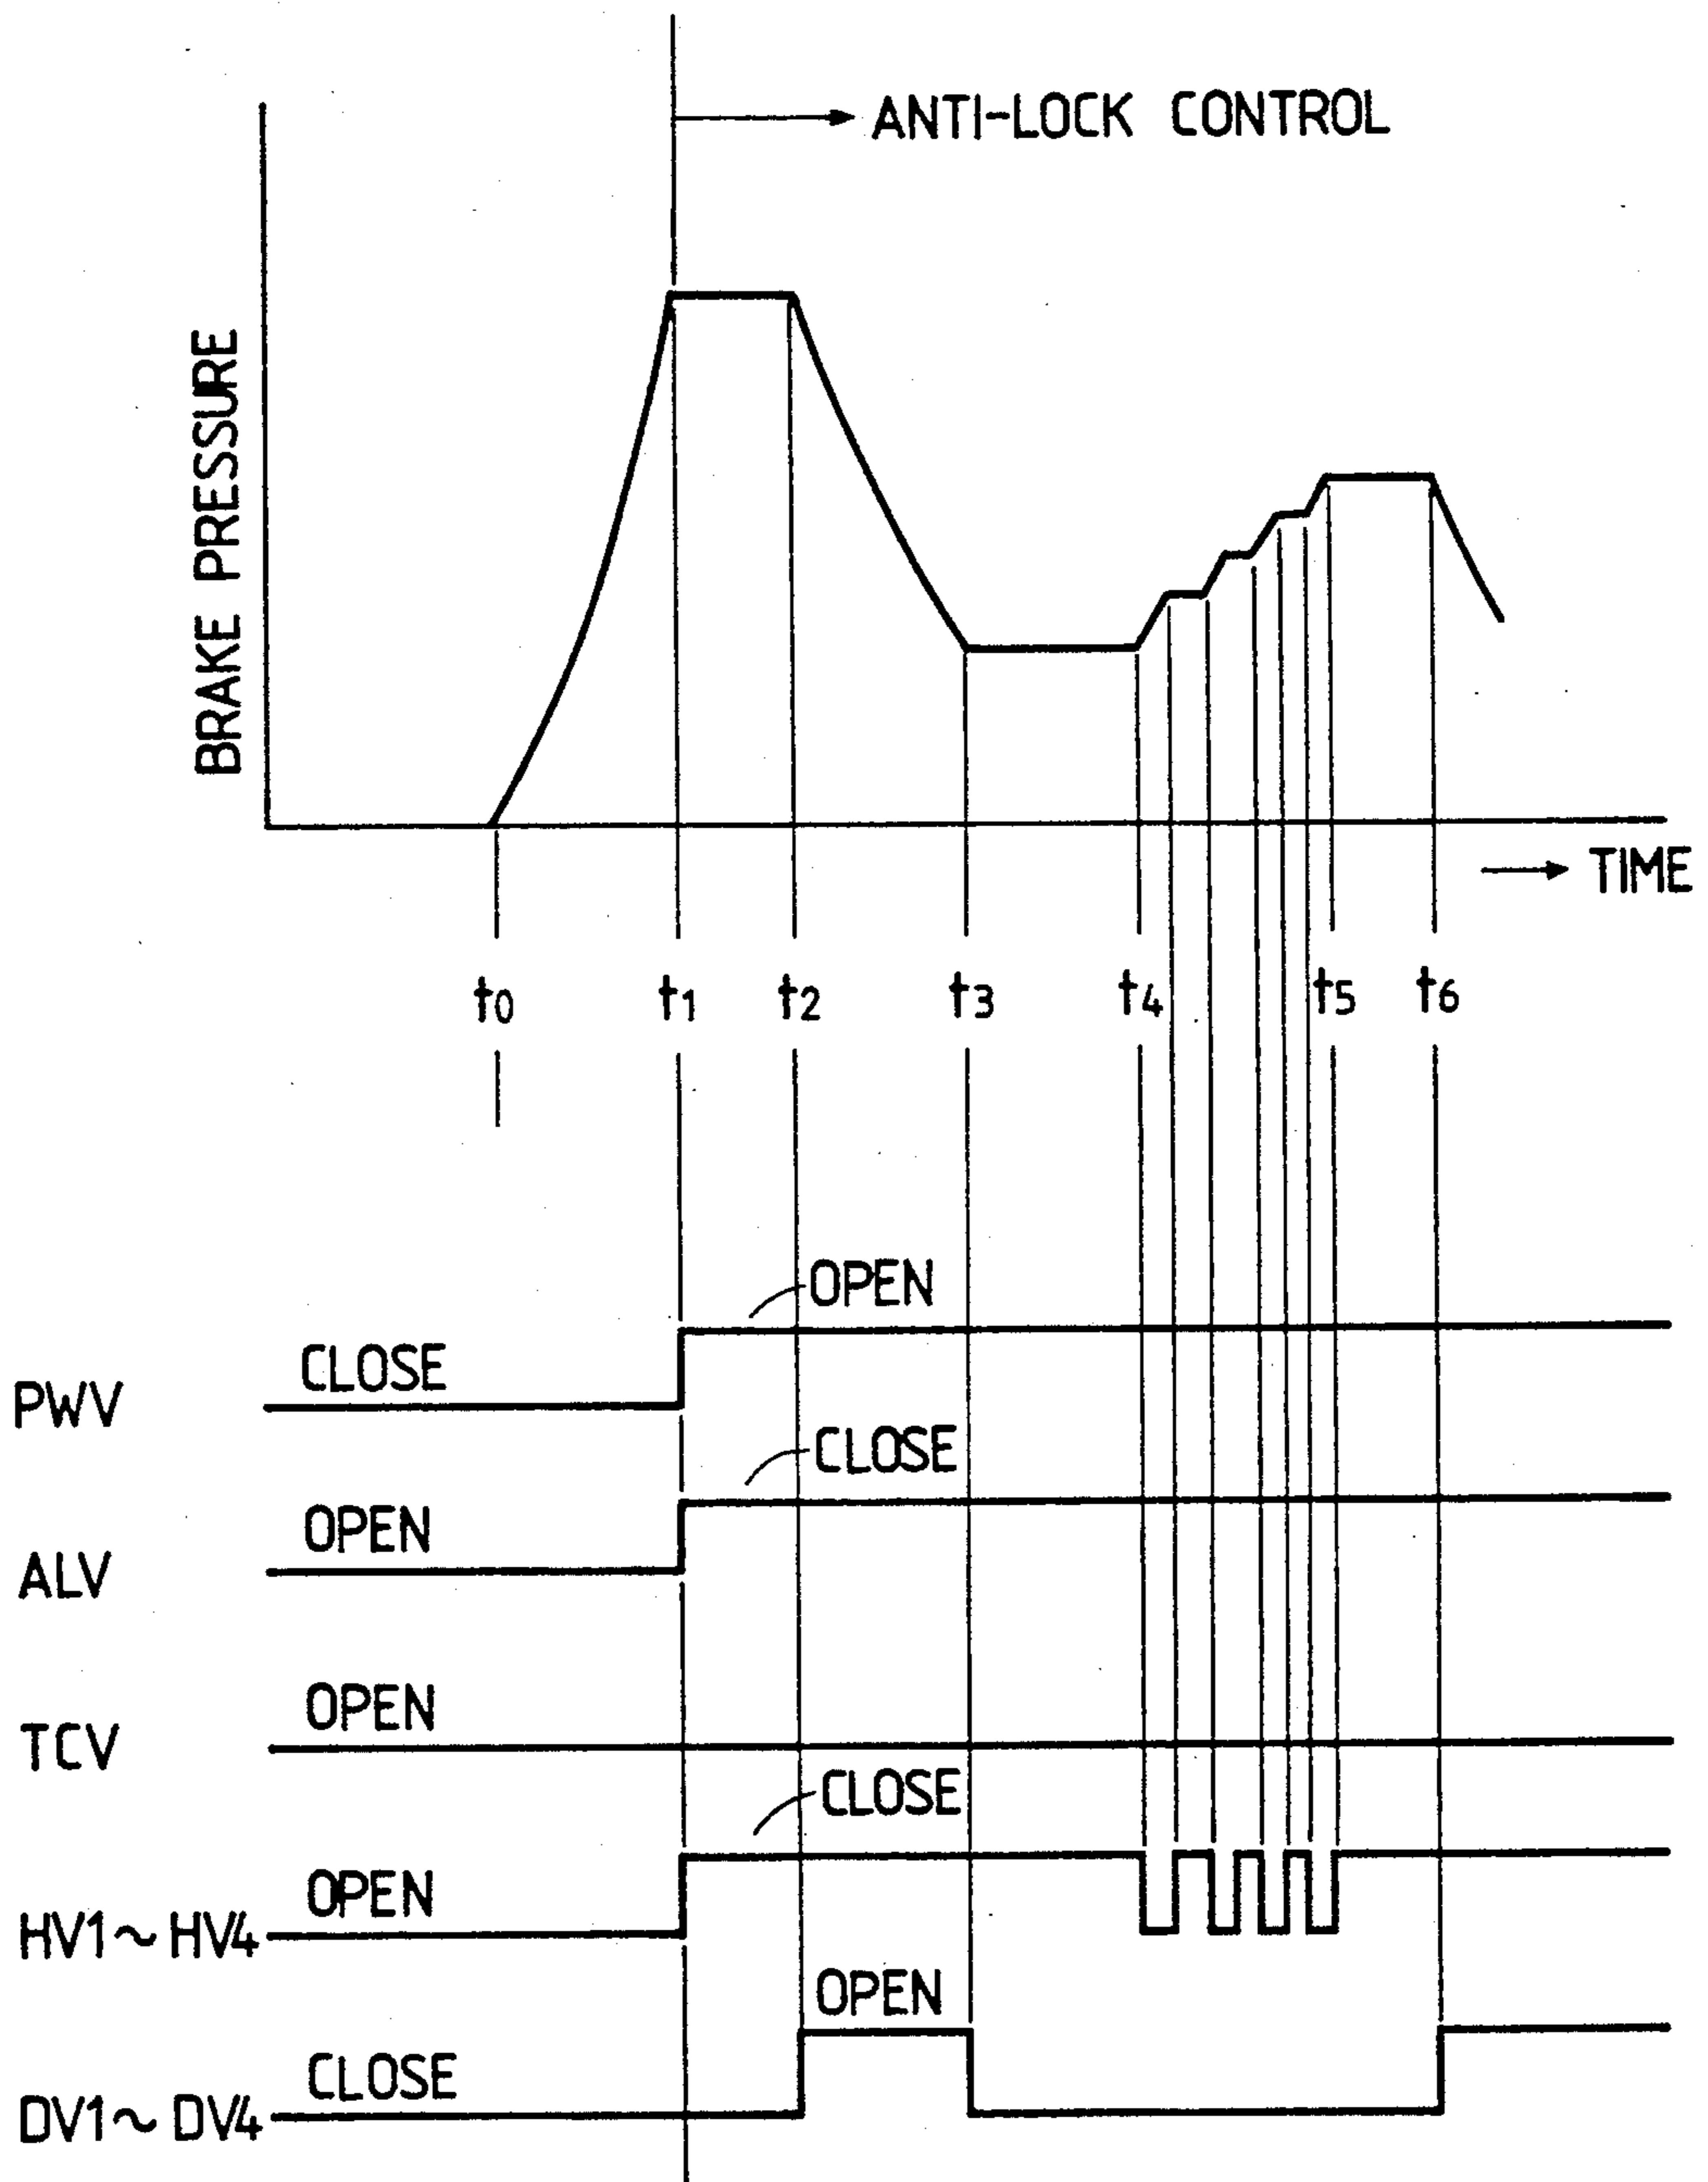 ANTI-LOCK CONTROL
BRAKE PRESSURE
TIME
t0 t1 t2 t3 t4 t5 t6
OPEN
CLOSE
PWV
CLOSE
OPEN
ALV
OPEN
TCV
CLOSE
OPEN
HV1~HV4
OPEN
CLOSE
DV1~DV4